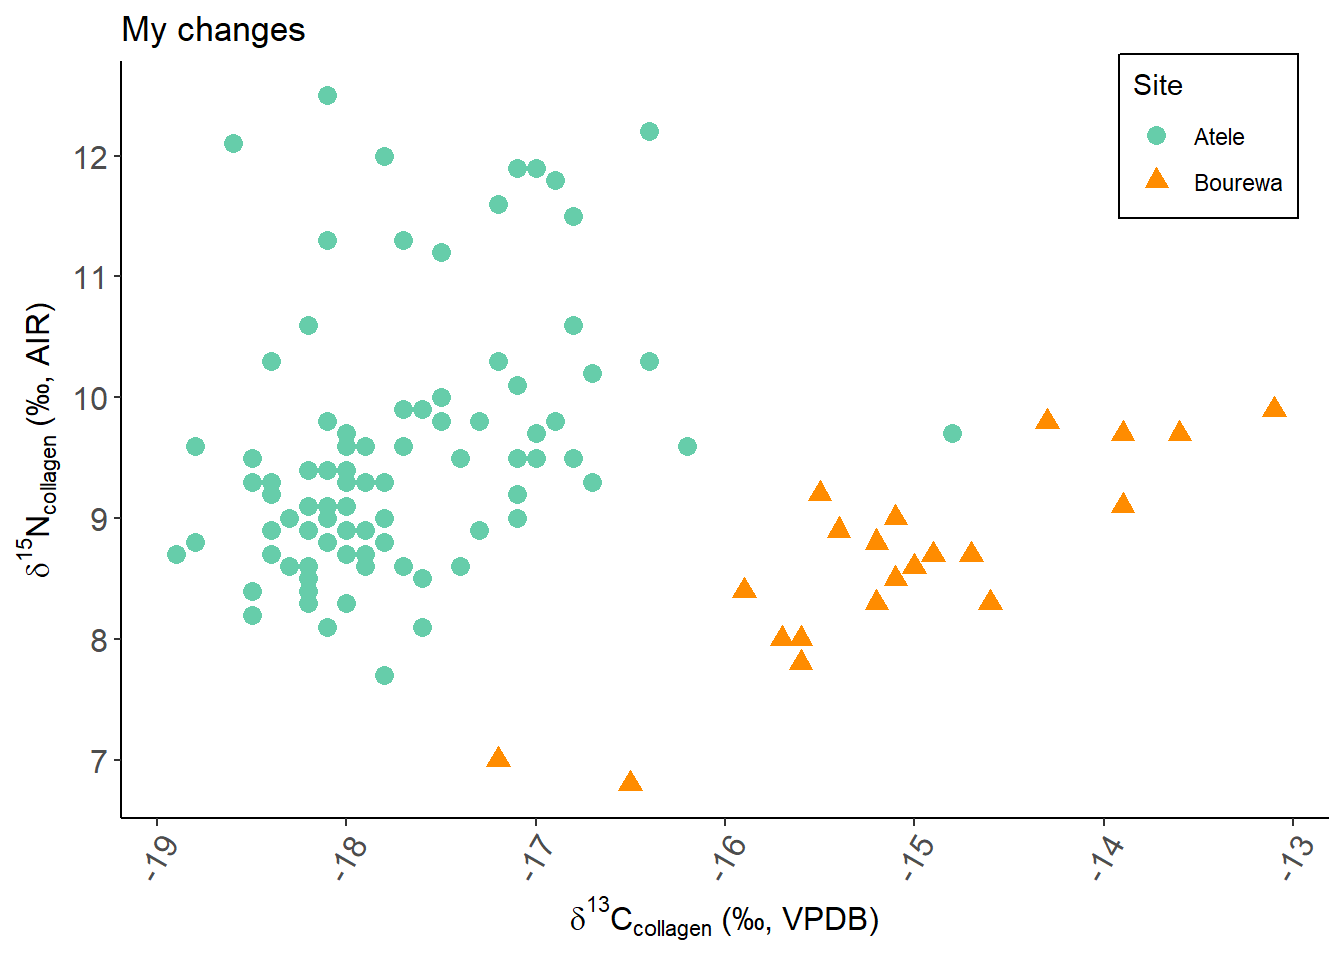 My changes
Site
Atele
Bourewa
12
11
10
9
8
7
δ15Ncollagen (‰, AIR)
-19
-18
-17
-16
-15
-14
-13
δ13Ccollagen (‰, VPDB)